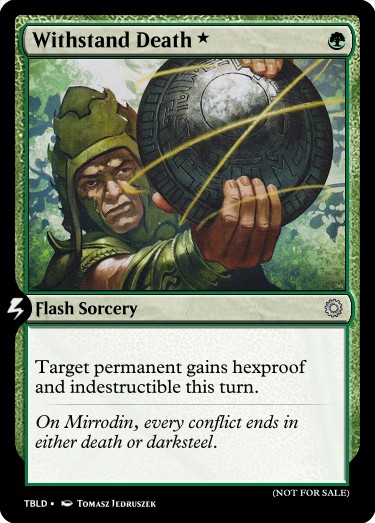 Withstand Death ★
Flash Sorcery
Target permanent gains hexproof
and indestructible this turn.
On Mirrodin, every conflict ends in
either death or darksteel.
(NOT FOR SALE)
TBLD • Tomasz Jedruszek